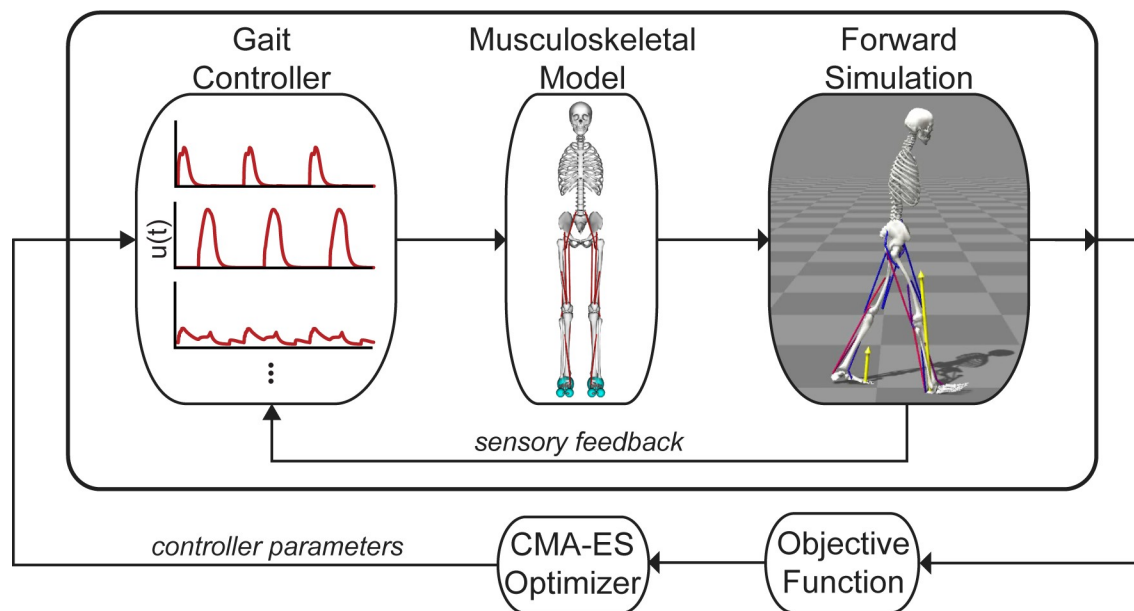 Gait
Controller
Musculoskeletal
Model
Forward
Simulation
u(t)
...
sensory feedback
controller parameters
CMA-ES
Optimizer
Objective
Function